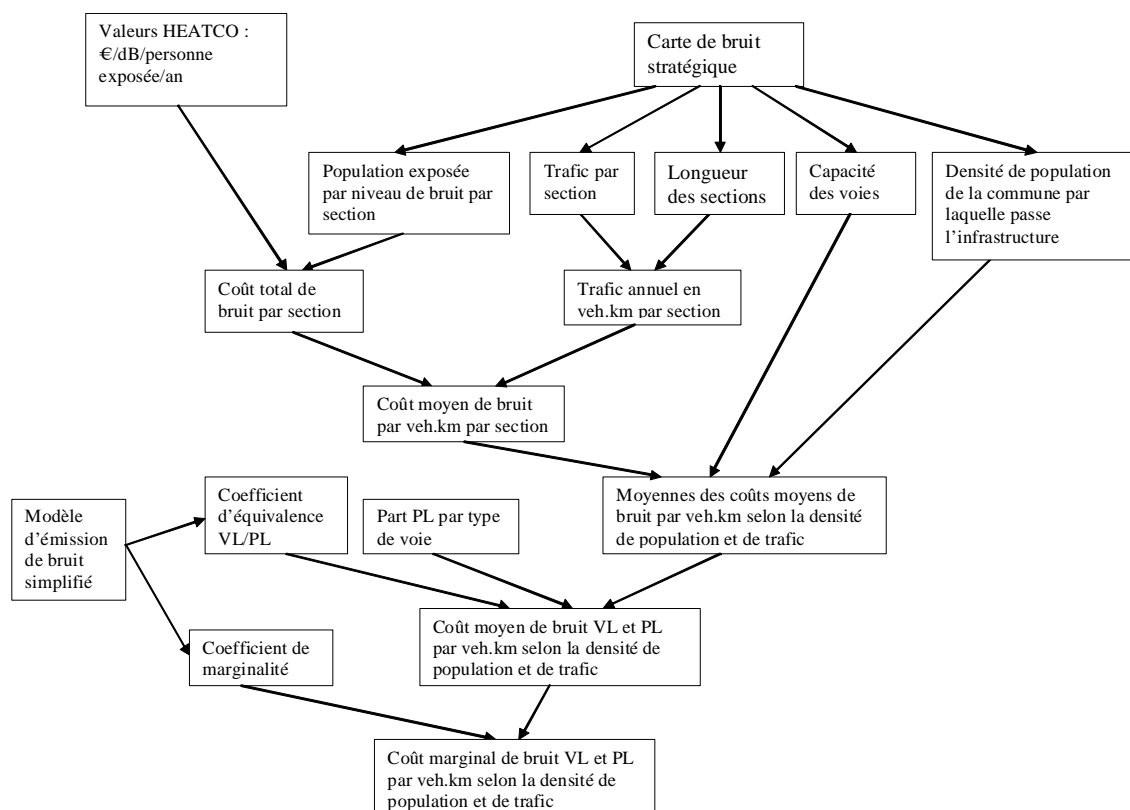 Valeurs HEATCO :
€/dB/personne
exposée/an
Carte de bruit
stratégique
Population exposée
par niveau de bruit par
section
Trafic par
section
Longueur
des sections
Capacité
des voies
Densité de population
de la commune par
laquelle passe
l’infrastructure
Coût total de
bruit par section
Trafic annuel en
veh.km par section
Coût moyen de bruit
par veh.km par section
Modèle
d’émission
de bruit
simplifié
Coefficient
d’équivalence
VL/PL
Part PL par type
de voie
Moyennes des coûts moyens de
bruit par veh.km selon la densité
de population et de trafic
Coefficient de
marginalité
Coût moyen de bruit VL et PL
par veh.km selon la densité de
population et de trafic
Coût marginal de bruit VL et PL
par veh.km selon la densité de
population et de trafic